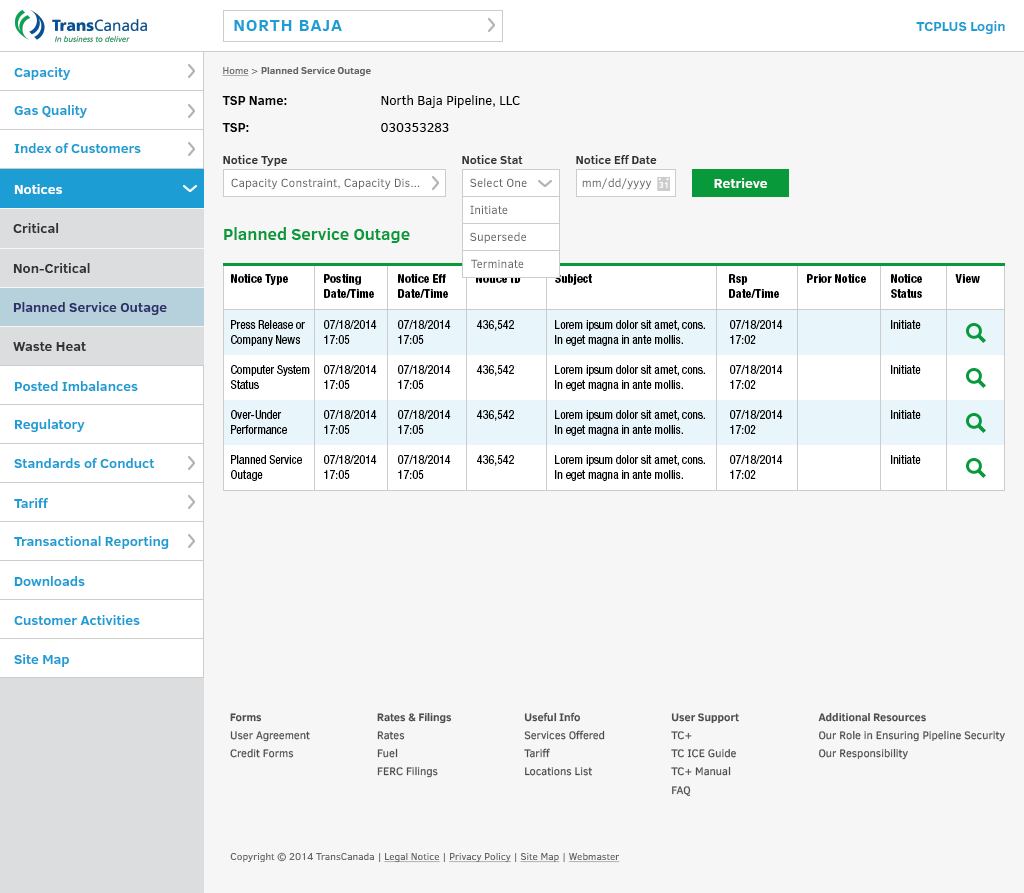 TransCanada
In business to deliver
NORTH BAJA
TCPLUS Login
Capacity
Gas Quality
Index of Customers
Notices
Critical
Non-Critical
Planned Service Outage
Waste Heat
Posted Imbalances
Regulatory
Standards of Conduct
Tariff
Transactional Reporting
Downloads
Customer Activities
Site Map
Home > Planned Service Outage
TSP Name: North Baja Pipeline, LLC
TSP: 030353283
Notice Type Notice Stat Notice Eff Date
Capacity Constraint, Capacity Dis... Select One mm/dd/yyyy 31 Retrieve
Initiate
Supersede
Terminate
Planned Service Outage
Notice Type Posting Notice Eff Notice ID Subject Rsp Prior Notice Notice View
Date/Time Date/Time Date/Time Status
Press Release or 07/18/2014 07/18/2014 436,542 Lorem ipsum dolor sit amet, cons. 07/18/2014 Initiate
Company News 17:05 17:05 In eget magna in ante mollis. 17:02
Computer System 07/18/2014 07/18/2014 436,542 Lorem ipsum dolor sit amet, cons. 07/18/2014 Initiate
Status 17:05 17:05 In eget magna in ante mollis. 17:02
Over-Under 07/18/2014 07/18/2014 436,542 Lorem ipsum dolor sit amet, cons. 07/18/2014 Initiate
Performance 17:05 17:05 In eget magna in ante mollis. 17:02
Planned Service 07/18/2014 07/18/2014 436,542 Lorem ipsum dolor sit amet, cons. 07/18/2014 Initiate
Outage 17:05 17:05 In eget magna in ante mollis. 17:02
Forms Rates & Filings Useful Info User Support Additional Resources
User Agreement Rates Services Offered TC+ Our Role in Ensuring Pipeline Security
Credit Forms Fuel Tariff TC ICE Guide Our Responsibility
FERC Filings Locations List TC+ Manual
FAQ
Copyright © 2014 TransCanada | Legal Notice | Privacy Policy | Site Map | Webmaster